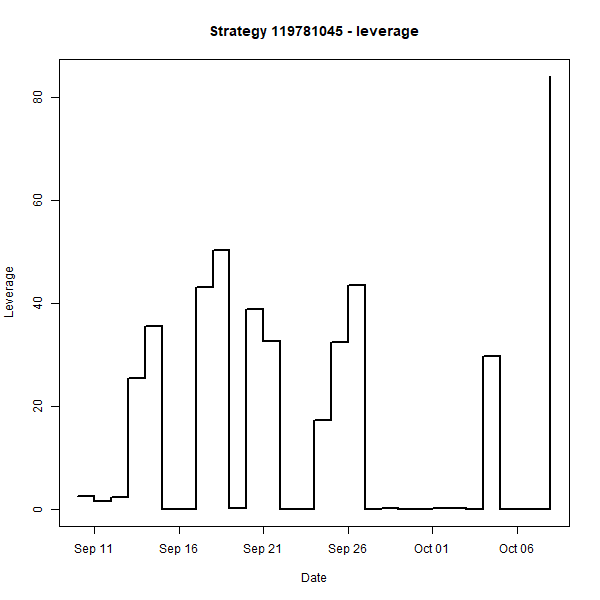 Strategy 119781045 - leverage
Leverage
80
60
40
20
0
Sep 11 Sep 16 Sep 21 Sep 26 Oct 01 Oct 06
Date